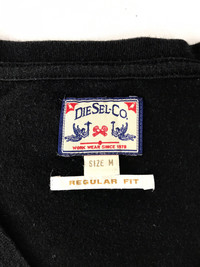 DIESEL·CO.
WORK WEAR SINCE 1978
SIZE M
REGULAR FIT